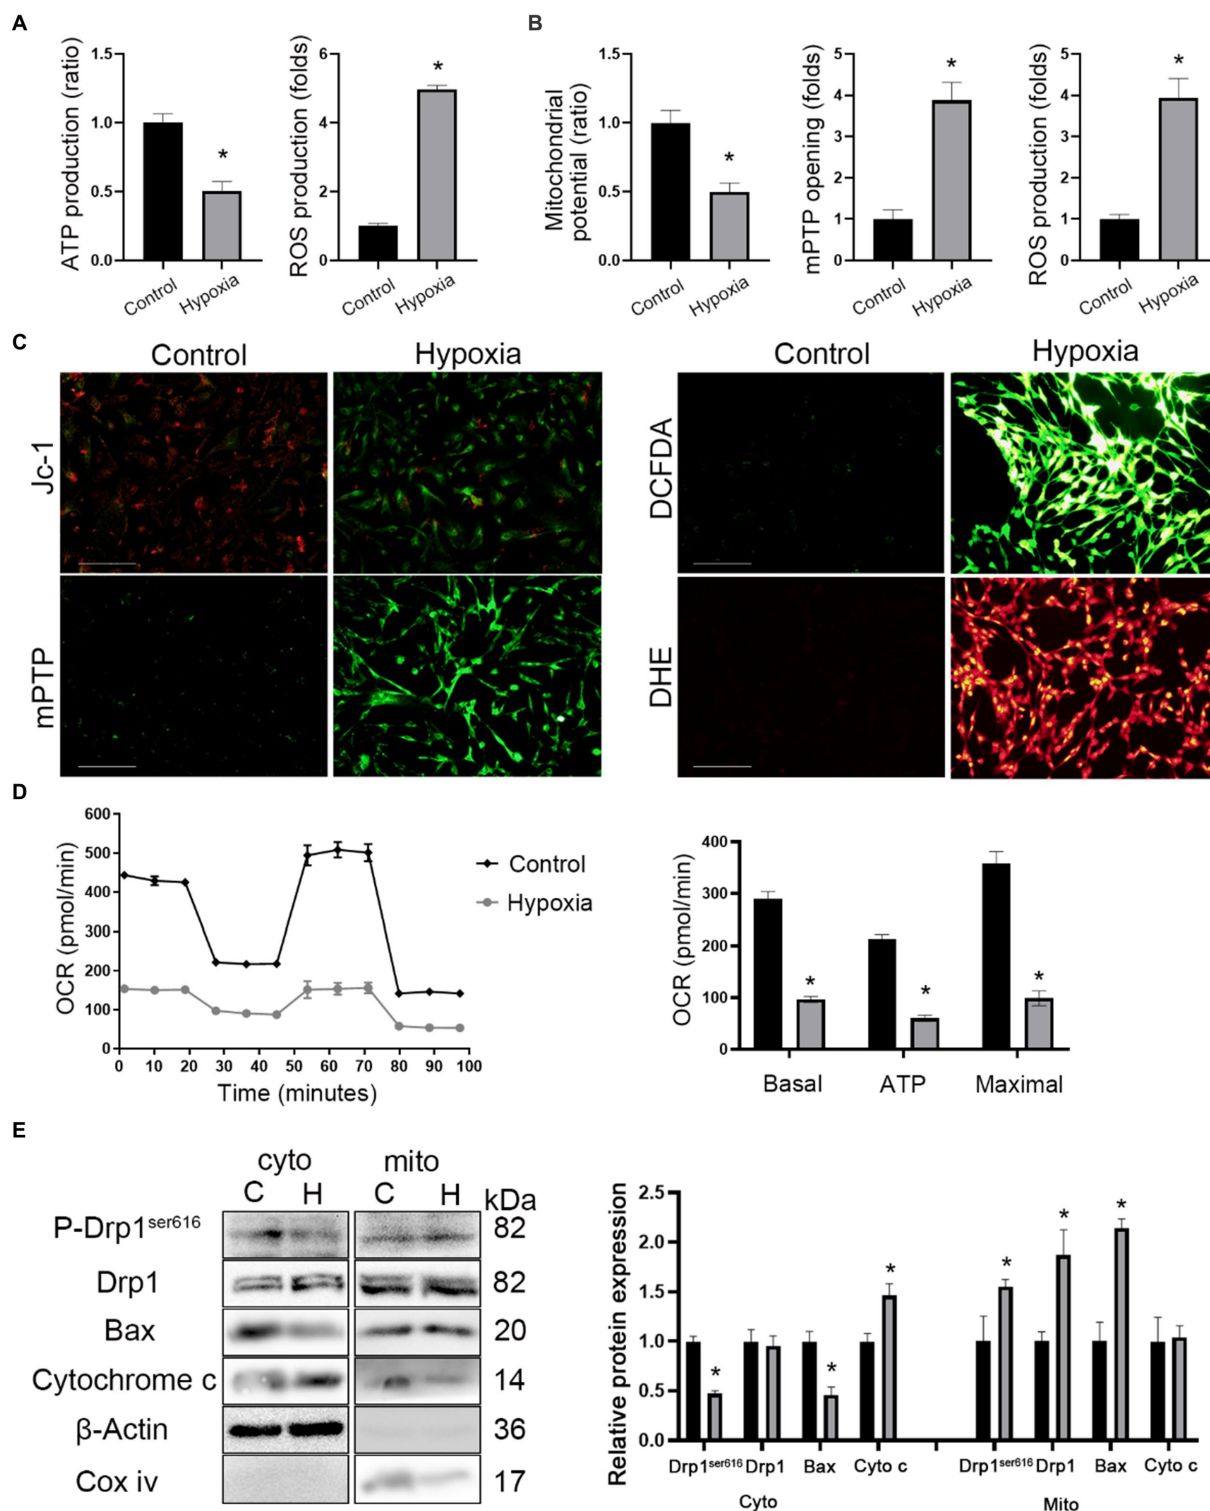 A
B
ATP production (ratio)
1.5
1.0
0.5
0.0
Control
Hypoxia
*
ROS production (folds)
6
4
2
0
Control
Hypoxia
*
Mitochondrial
potential (ratio)
1.5
1.0
0.5
0.0
Control
Hypoxia
*
mPTP opening (folds)
5
4
3
2
1
0
Control
Hypoxia
*
ROS production (folds)
5
4
3
2
1
0
Control
Hypoxia
*
C
Control
Hypoxia
Control
Hypoxia
Jc-1
DCFDA
mPTP
DHE
D
OCR (pmol/min)
600
500
400
300
200
100
0
0 10 20 30 40 50 60 70 80 90 100
Time (minutes)
Control
Hypoxia
OCR (pmol/min)
400
300
200
100
0
* * *
Basal ATP Maximal
E
cyto mito
C H C H kDa
P-Drp1ser616 82
Drp1 82
Bax 20
Cytochrome c 14
β-Actin 36
Cox iv 17
Relative protein expression
2.5
2.0
1.5
1.0
0.5
0.0
* * * * * *
Drp1ser616 Drp1 Bax Cyto c Drp1ser616 Drp1 Bax Cyto c
Cyto Mito